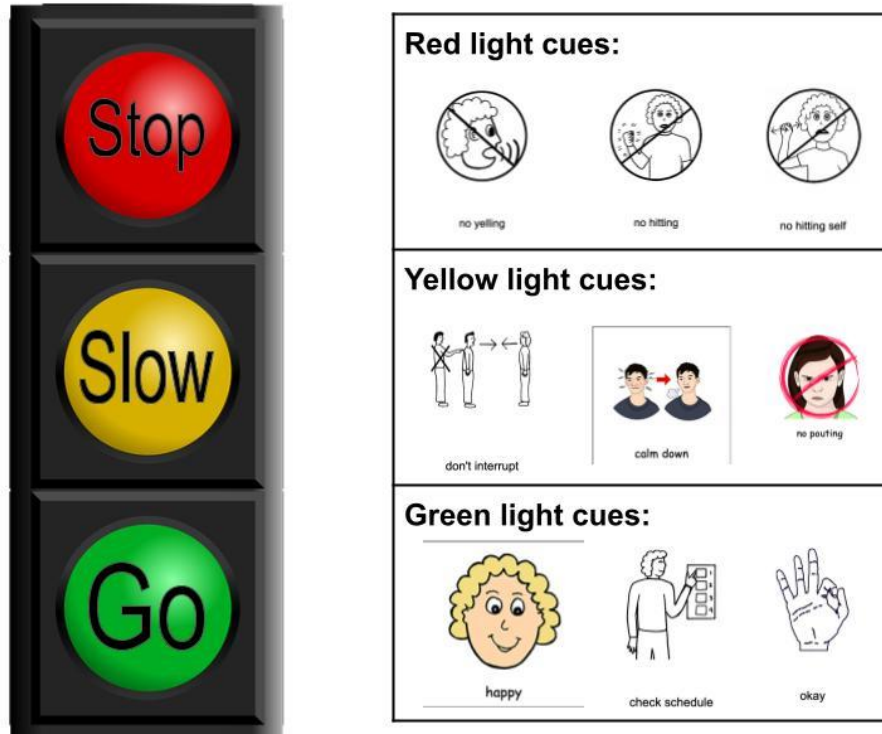 Stop
Slow
Go
Red light cues:
no yelling
no hitting
no hitting self
Yellow light cues:
don't interrupt
calm down
no pouting
Green light cues:
happy
check schedule
okay